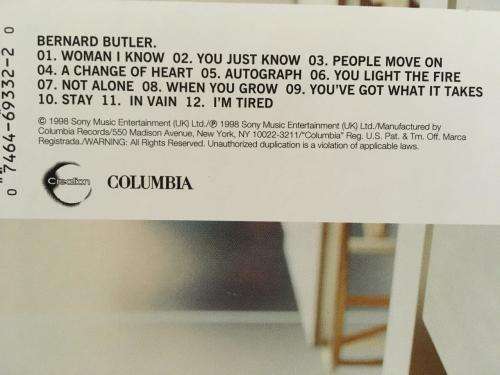 BERNARD BUTLER.
01. WOMAN I KNOW 02. YOU JUST KNOW 03. PEOPLE MOVE ON
04. A CHANGE OF HEART 05. AUTOGRAPH 06. YOU LIGHT THE FIRE
07. NOT ALONE 08. WHEN YOU GROW 09. YOU'VE GOT WHAT IT TAKES
10. STAY 11. IN VAIN 12. I'M TIRED
© 1998 Sony Music Entertainment (UK) Ltd./℗ 1998 Sony Music Entertainment (UK) Ltd./Manufactured by
Columbia Records/550 Madison Avenue, New York, NY 10022-3211/"Columbia" Reg. U.S. Pat. & Tm. Off. Marca
Registrada./WARNING: All Rights Reserved. Unauthorized duplication is a violation of applicable laws.
Creation COLUMBIA
0 7464-69332-2 0